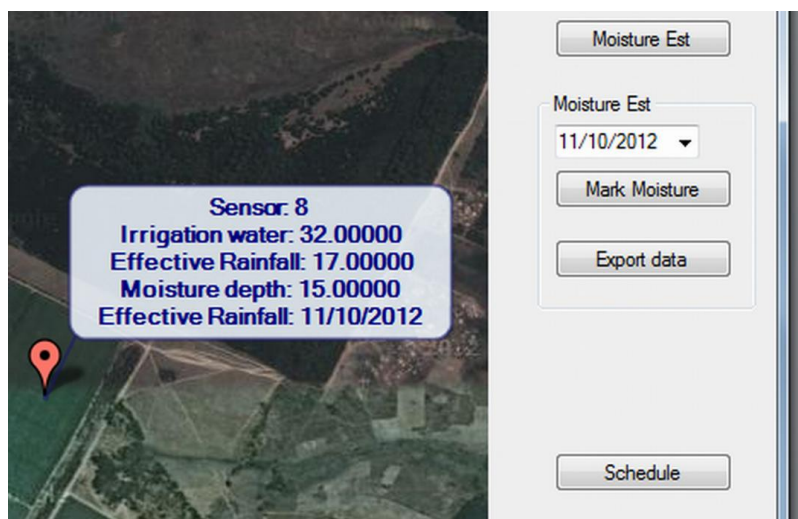 Moisture Est
Moisture Est
11/10/2012
Mark Moisture
Export data
Schedule
Sensor: 8
Irrigation water: 32.00000
Effective Rainfall: 17.00000
Moisture depth: 15.00000
Effective Rainfall: 11/10/2012